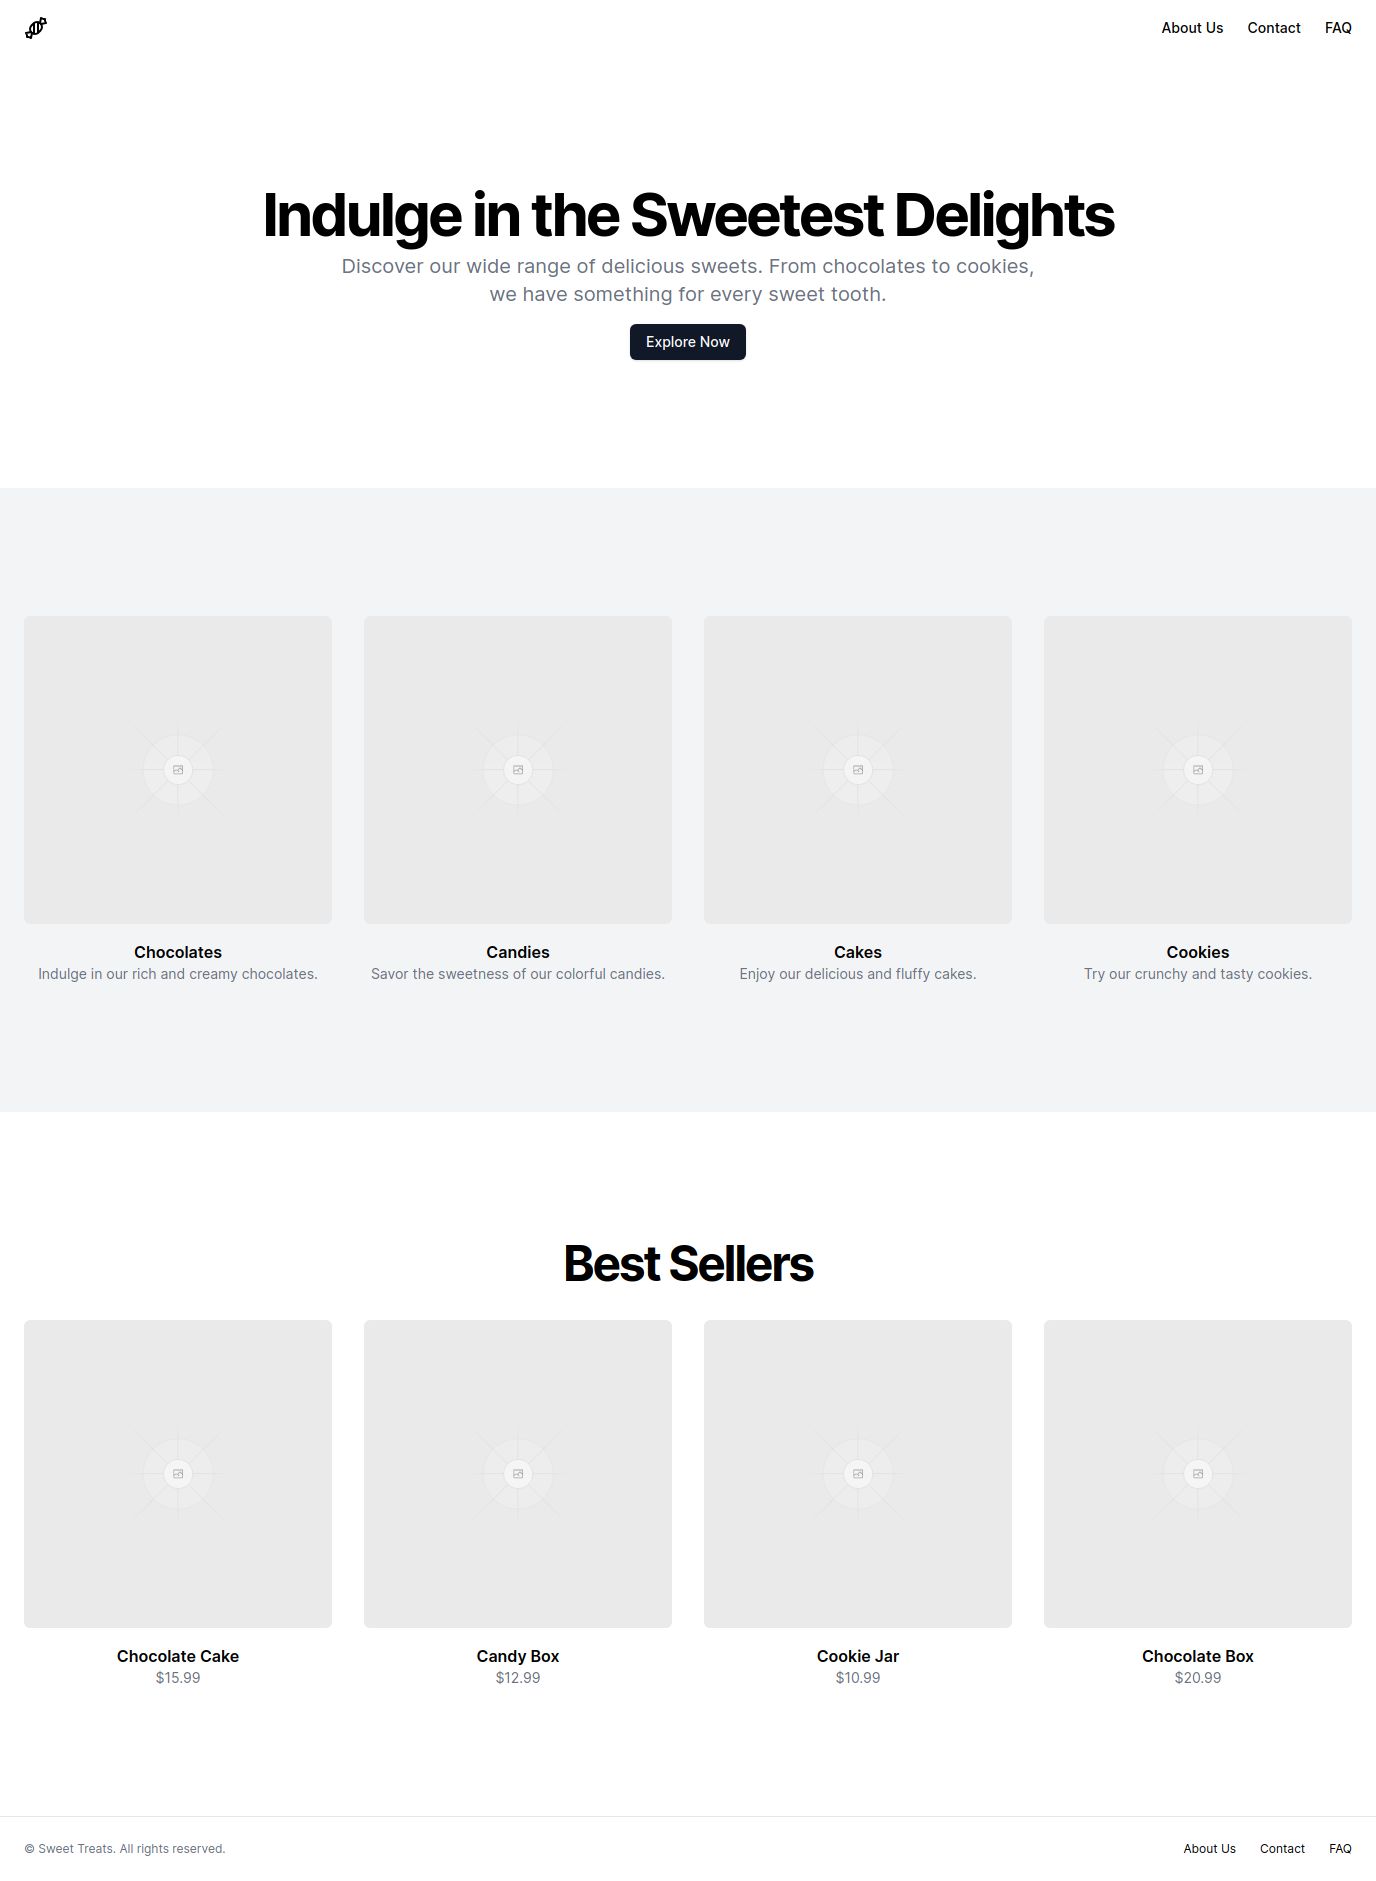 About Us Contact FAQ
Indulge in the Sweetest Delights
Discover our wide range of delicious sweets. From chocolates to cookies,
we have something for every sweet tooth.
Explore Now
Chocolates
Indulge in our rich and creamy chocolates.
Candies
Savor the sweetness of our colorful candies.
Cakes
Enjoy our delicious and fluffy cakes.
Cookies
Try our crunchy and tasty cookies.
Best Sellers
Chocolate Cake
$15.99
Candy Box
$12.99
Cookie Jar
$10.99
Chocolate Box
$20.99
© Sweet Treats. All rights reserved.
About Us Contact FAQ